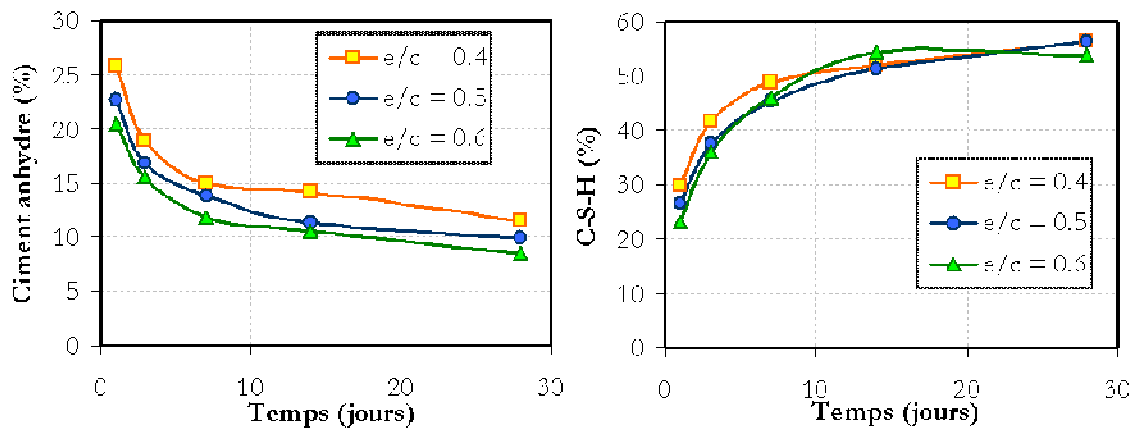 Ciment anhydre (%)
30
25
20
15
10
5
0
e/c = 0.4
e/c = 0.5
e/c = 0.6
0 10 20 30
Temps (jours)
C-S-H (%)
60
50
40
30
20
10
0
e/c = 0.4
e/c = 0.5
e/c = 0.6
0 10 20 30
Temps (jours)